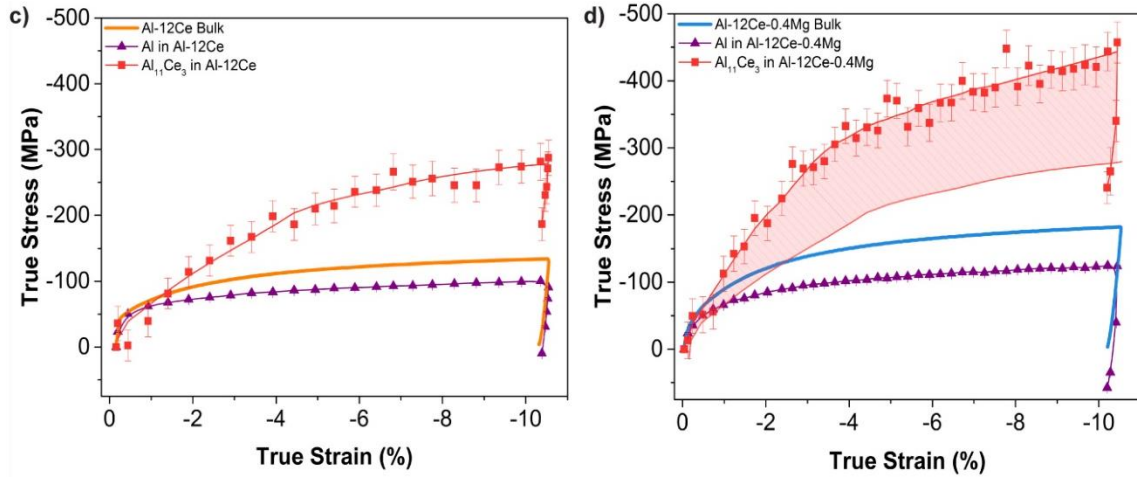 c)
Al-12Ce Bulk
Al in Al-12Ce
Al₁₁Ce₃ in Al-12Ce
True Stress (MPa)
-500
-400
-300
-200
-100
0
0 -2 -4 -6 -8 -10
True Strain (%)
d)
Al-12Ce-0.4Mg Bulk
Al in Al-12Ce-0.4Mg
Al₁₁Ce₃ in Al-12Ce-0.4Mg
True Stress (MPa)
-500
-400
-300
-200
-100
0
0 -2 -4 -6 -8 -10
True Strain (%)